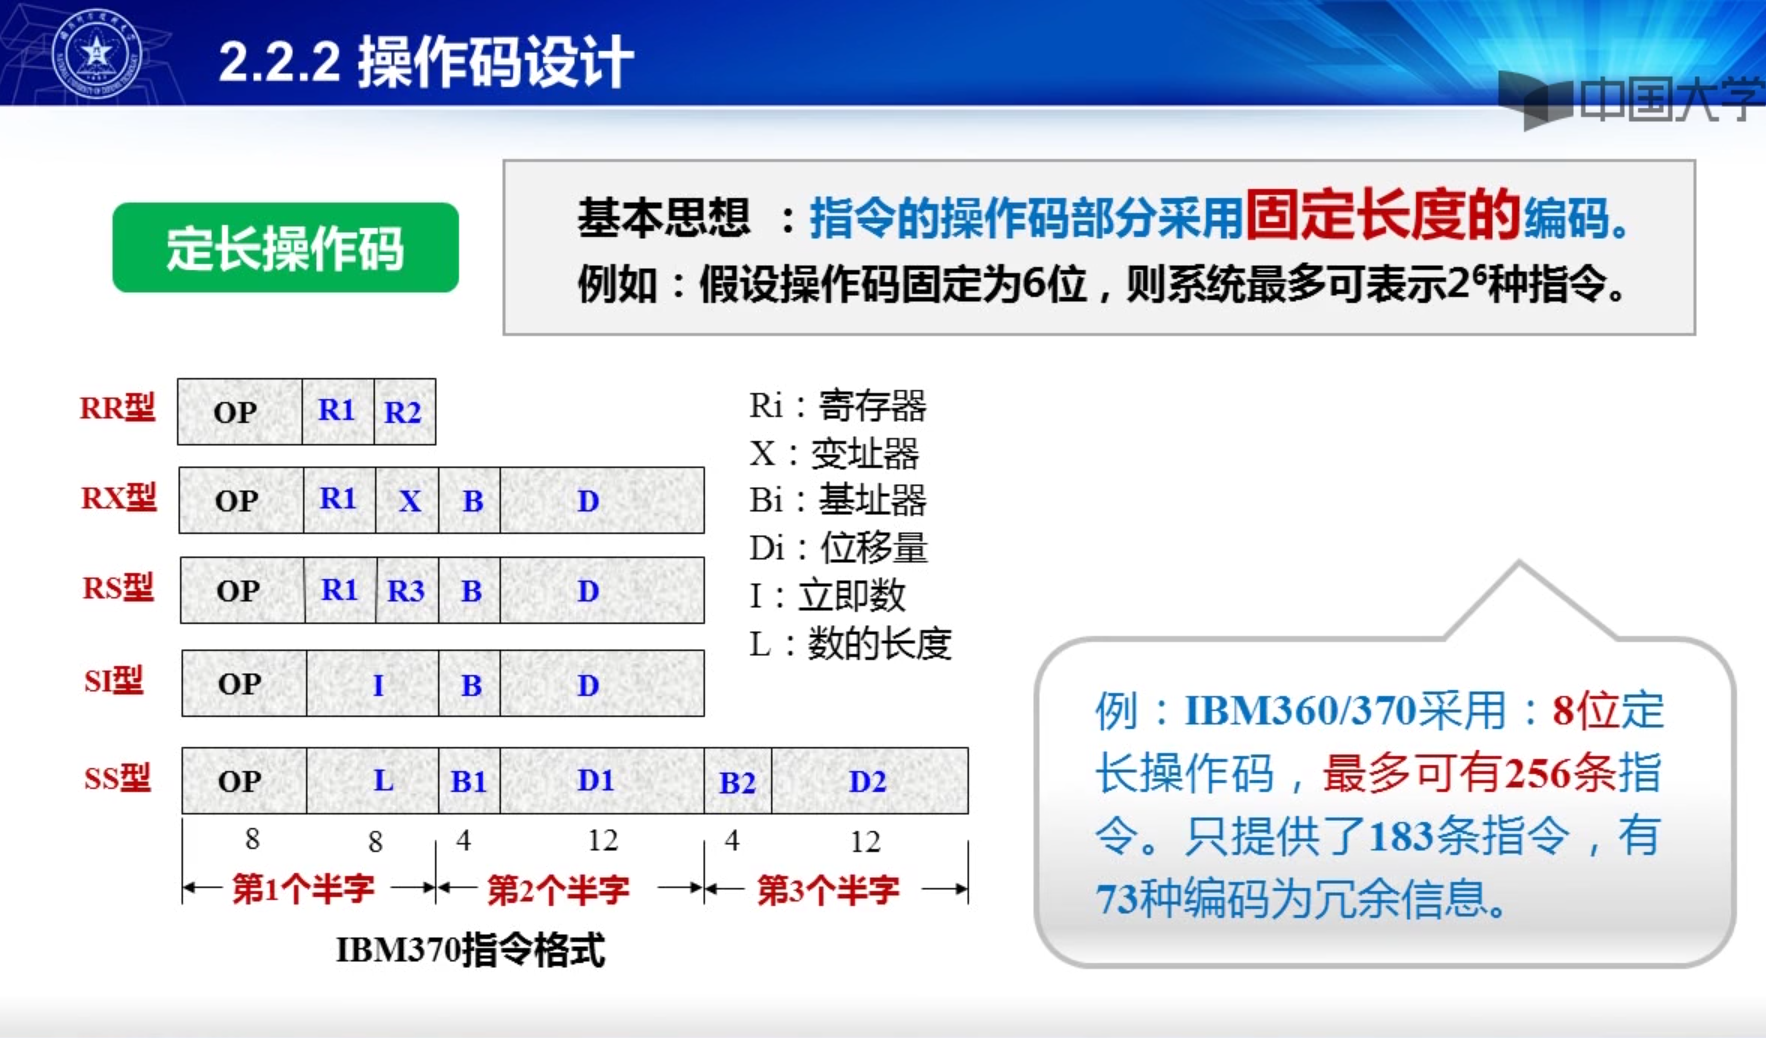 2.2.2 操作码设计
中国大学
定长操作码
基本思想 ：指令的操作码部分采用固定长度的编码。
例如：假设操作码固定为6位，则系统最多可表示2⁶种指令。
RR型 OP R1 R2
RX型 OP R1 X B D
RS型 OP R1 R3 B D
SI型 OP I B D
SS型 OP L B1 D1 B2 D2
8 8 4 12 4 12
第1个半字 第2个半字 第3个半字
IBM370指令格式
Ri：寄存器
X：变址器
Bi：基址器
Di：位移量
I：立即数
L：数的长度
例：IBM360/370采用：8位定
长操作码，最多可有256条指
令。只提供了183条指令，有
73种编码为冗余信息。